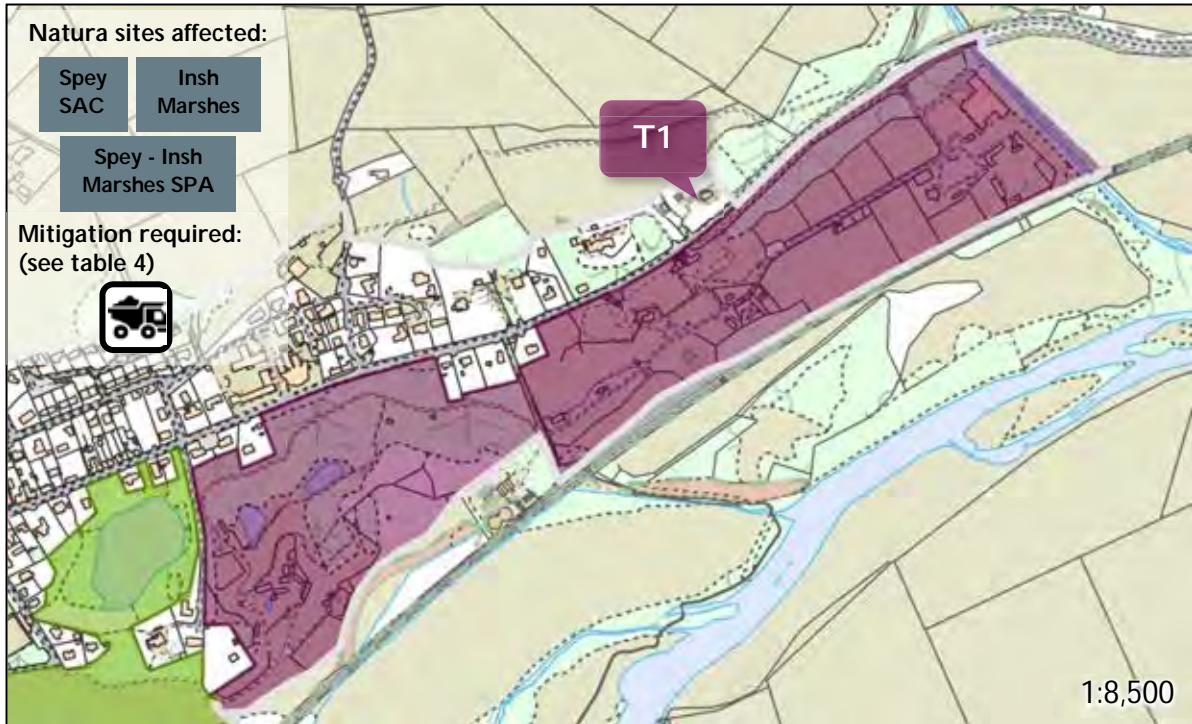 Natura sites affected:
Spey
SAC
Insh
Marshes
Spey - Insh
Marshes SPA
Mitigation required:
(see table 4)
T1
1:8,500